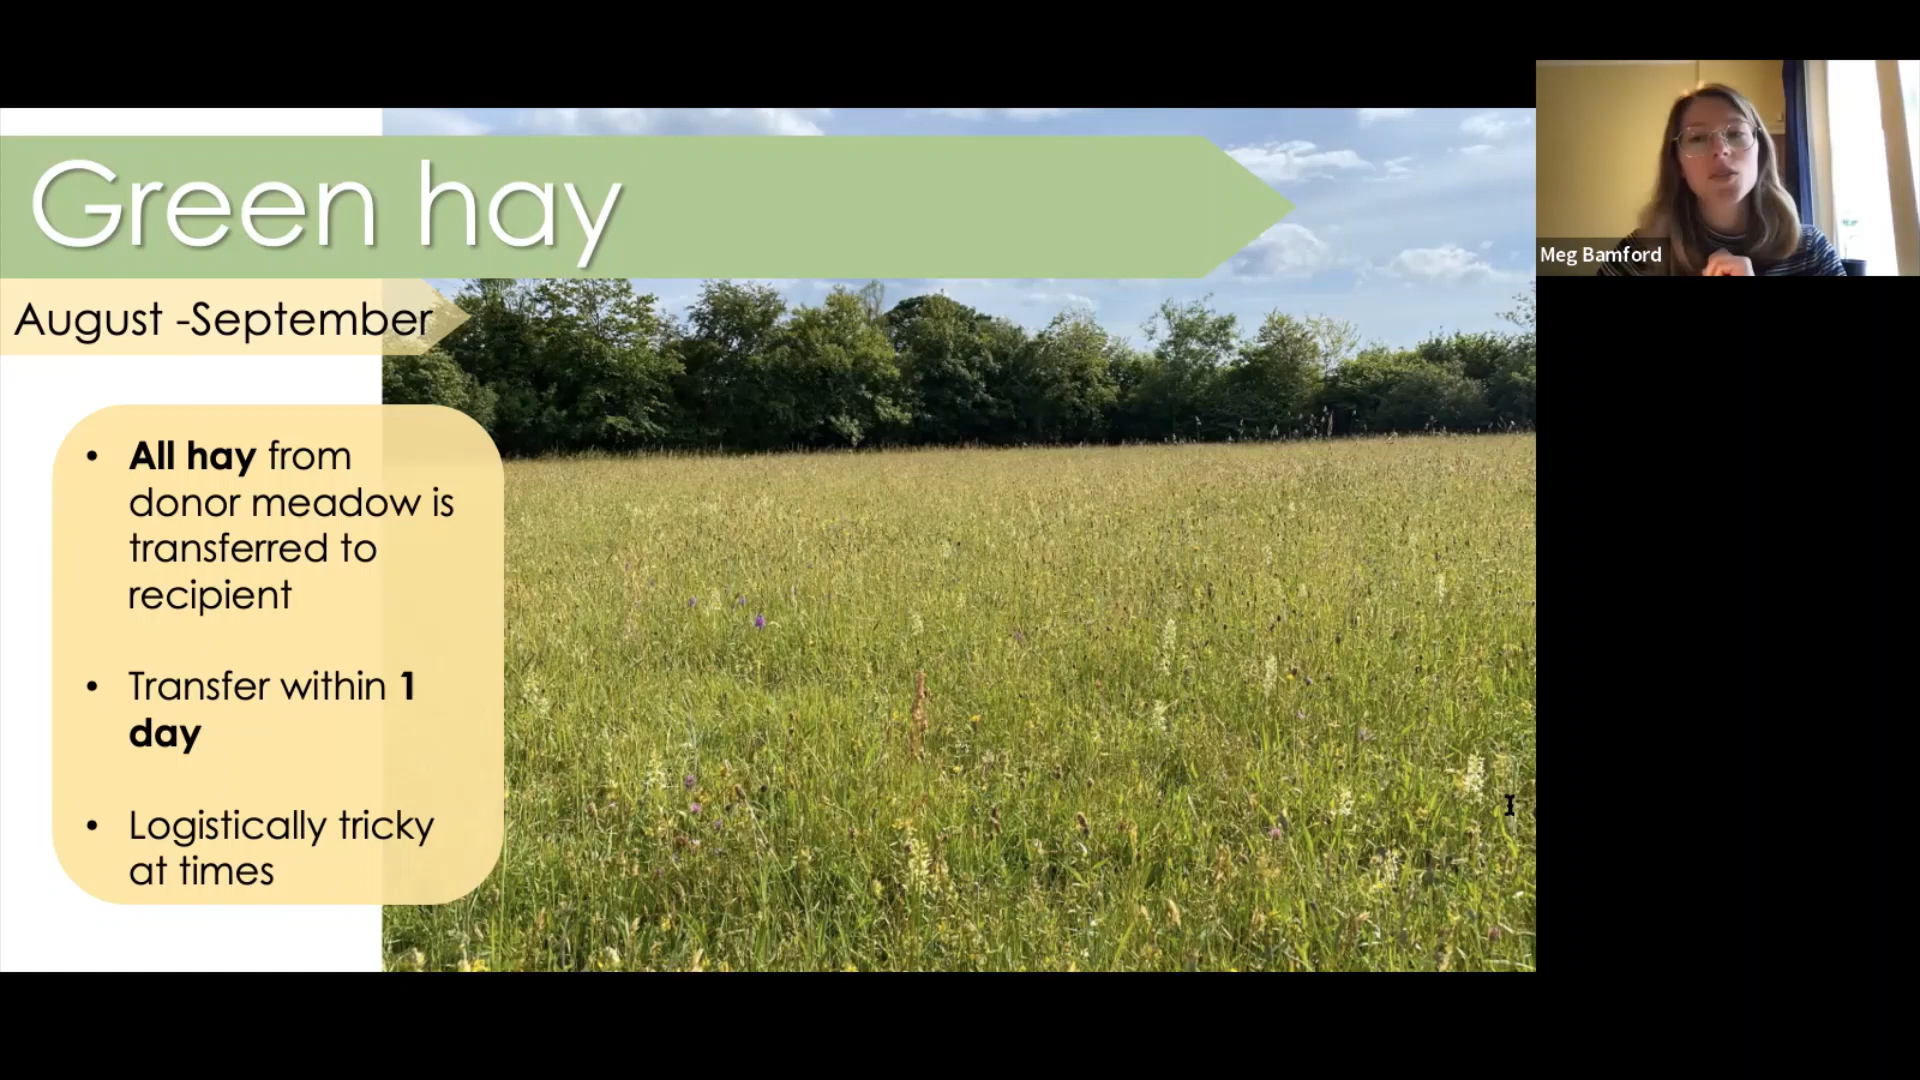 Green hay
August -September
• All hay from
donor meadow is
transferred to
recipient
• Transfer within 1
day
• Logistically tricky
at times
Meg Bamford